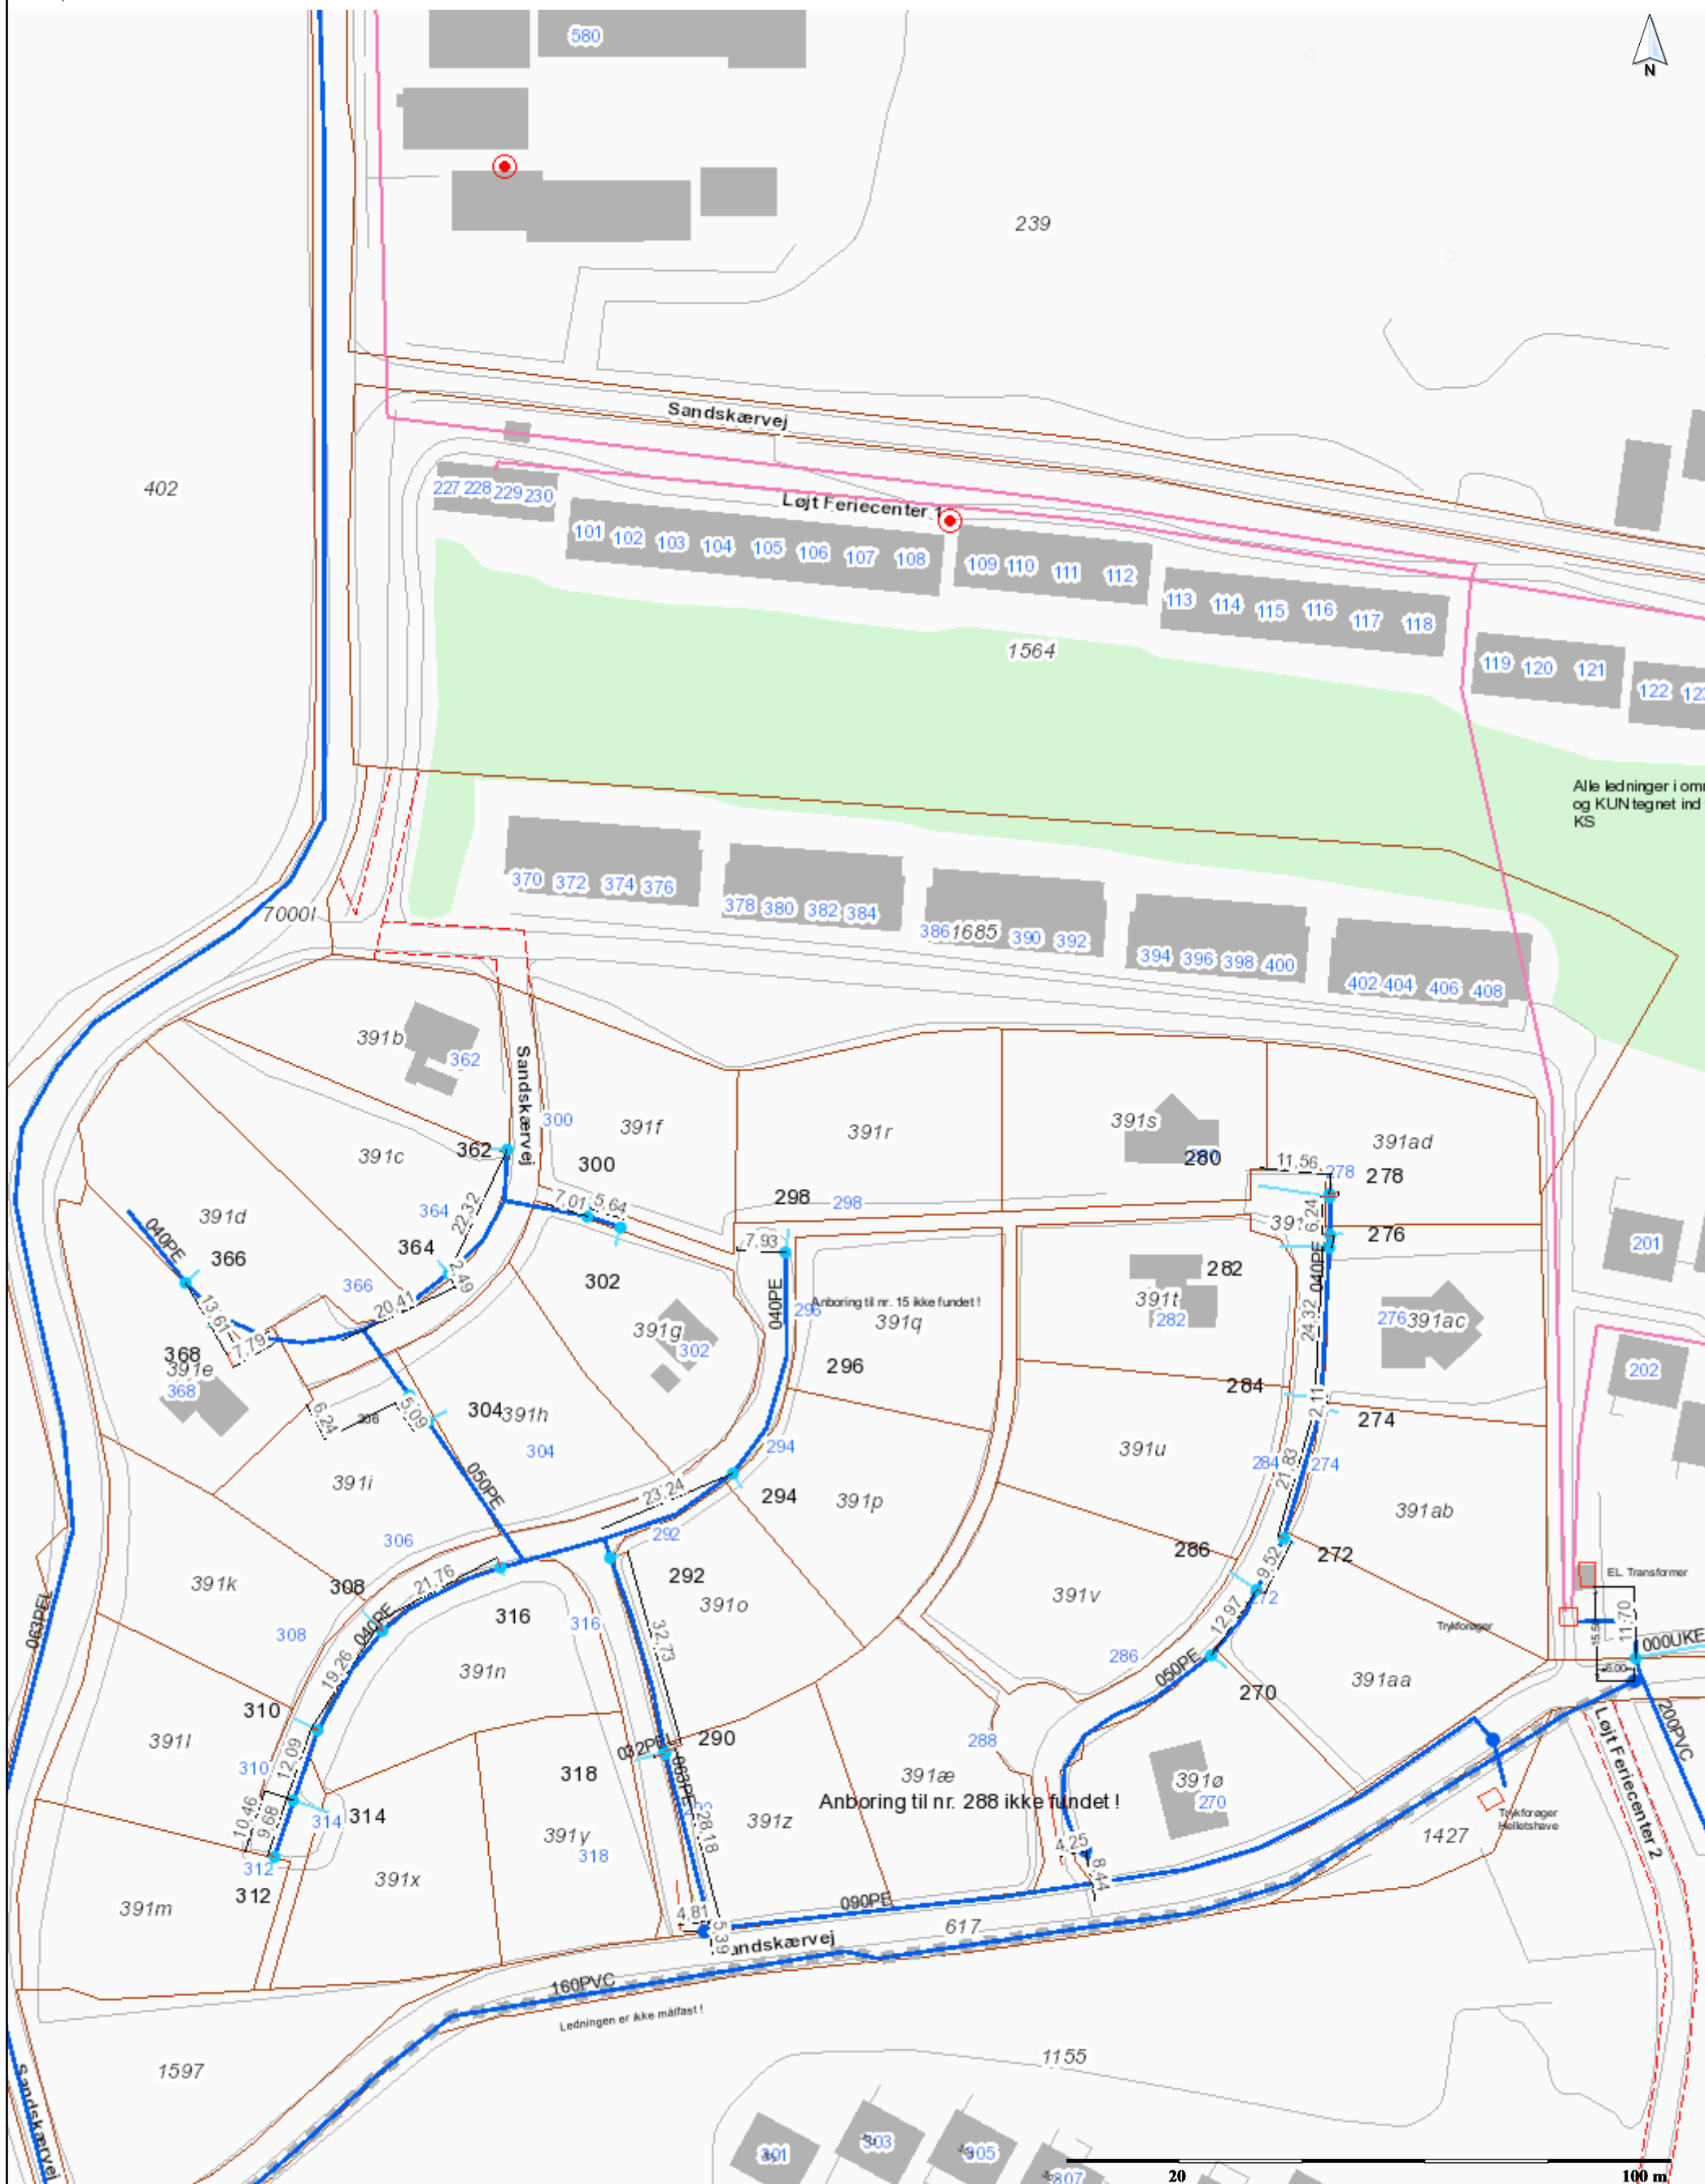 580
N
239
Sandskærvej
402
227 228 229 230
Løjt Feriecenter 1
101 102 103 104 105 106 107 108
109 110 111 112
113 114 115 116 117 118
1564
119 120 121
122
Alle ledninger i om
og KUN tegnet ind
KS
370 372 374 376
378 380 382 384
386 1685 390 392
394 396 398 400
402 404 406 408
7000l
391b
362
Sandskærvej
300
391f
391r
391s
391ad
391c
362
300
280
11,56
278
278
298
298
7,01
5,64
22,32
364
391d
040PE
366
364
2,49
7,93
391
6,24
276
201
302
282
040PE
366
20,41
13,61
7,79
040PE
296
Anboring til nr. 15 ikke fundet !
391q
391t
282
24,32
276
391ac
391g
302
368
391e
368
296
202
284
2,11
274
6,24
306
5,09
304
391h
304
294
391u
284
274
21,83
391i
050PE
23,24
294
391p
391ab
306
292
286
9,52
272
391k
308
21,76
292
391o
391v
272
EL Transformer
040PE
316
316
12,97
11,70
308
19,26
391n
32,73
286
050PE
Trykforøger
000UKE
6,00
063PEL
310
270
391aa
391l
310
12,09
032PEL
290
288
200PVC
Løjt Feriecenter 2
318
063PE
391æ
391ø
270
10,46
9,68
314
314
Anboring til nr. 288 ikke fundet !
391z
28,18
391y
318
Trykforøger
Helletshave
1427
312
312
391x
4,25
8,44
391m
4,81
5,39
090PE
617
Sandskærvej
160PVC
Ledningen er ikke målfast !
1597
1155
Sandskærvej
301
303
305
307
20
100 m